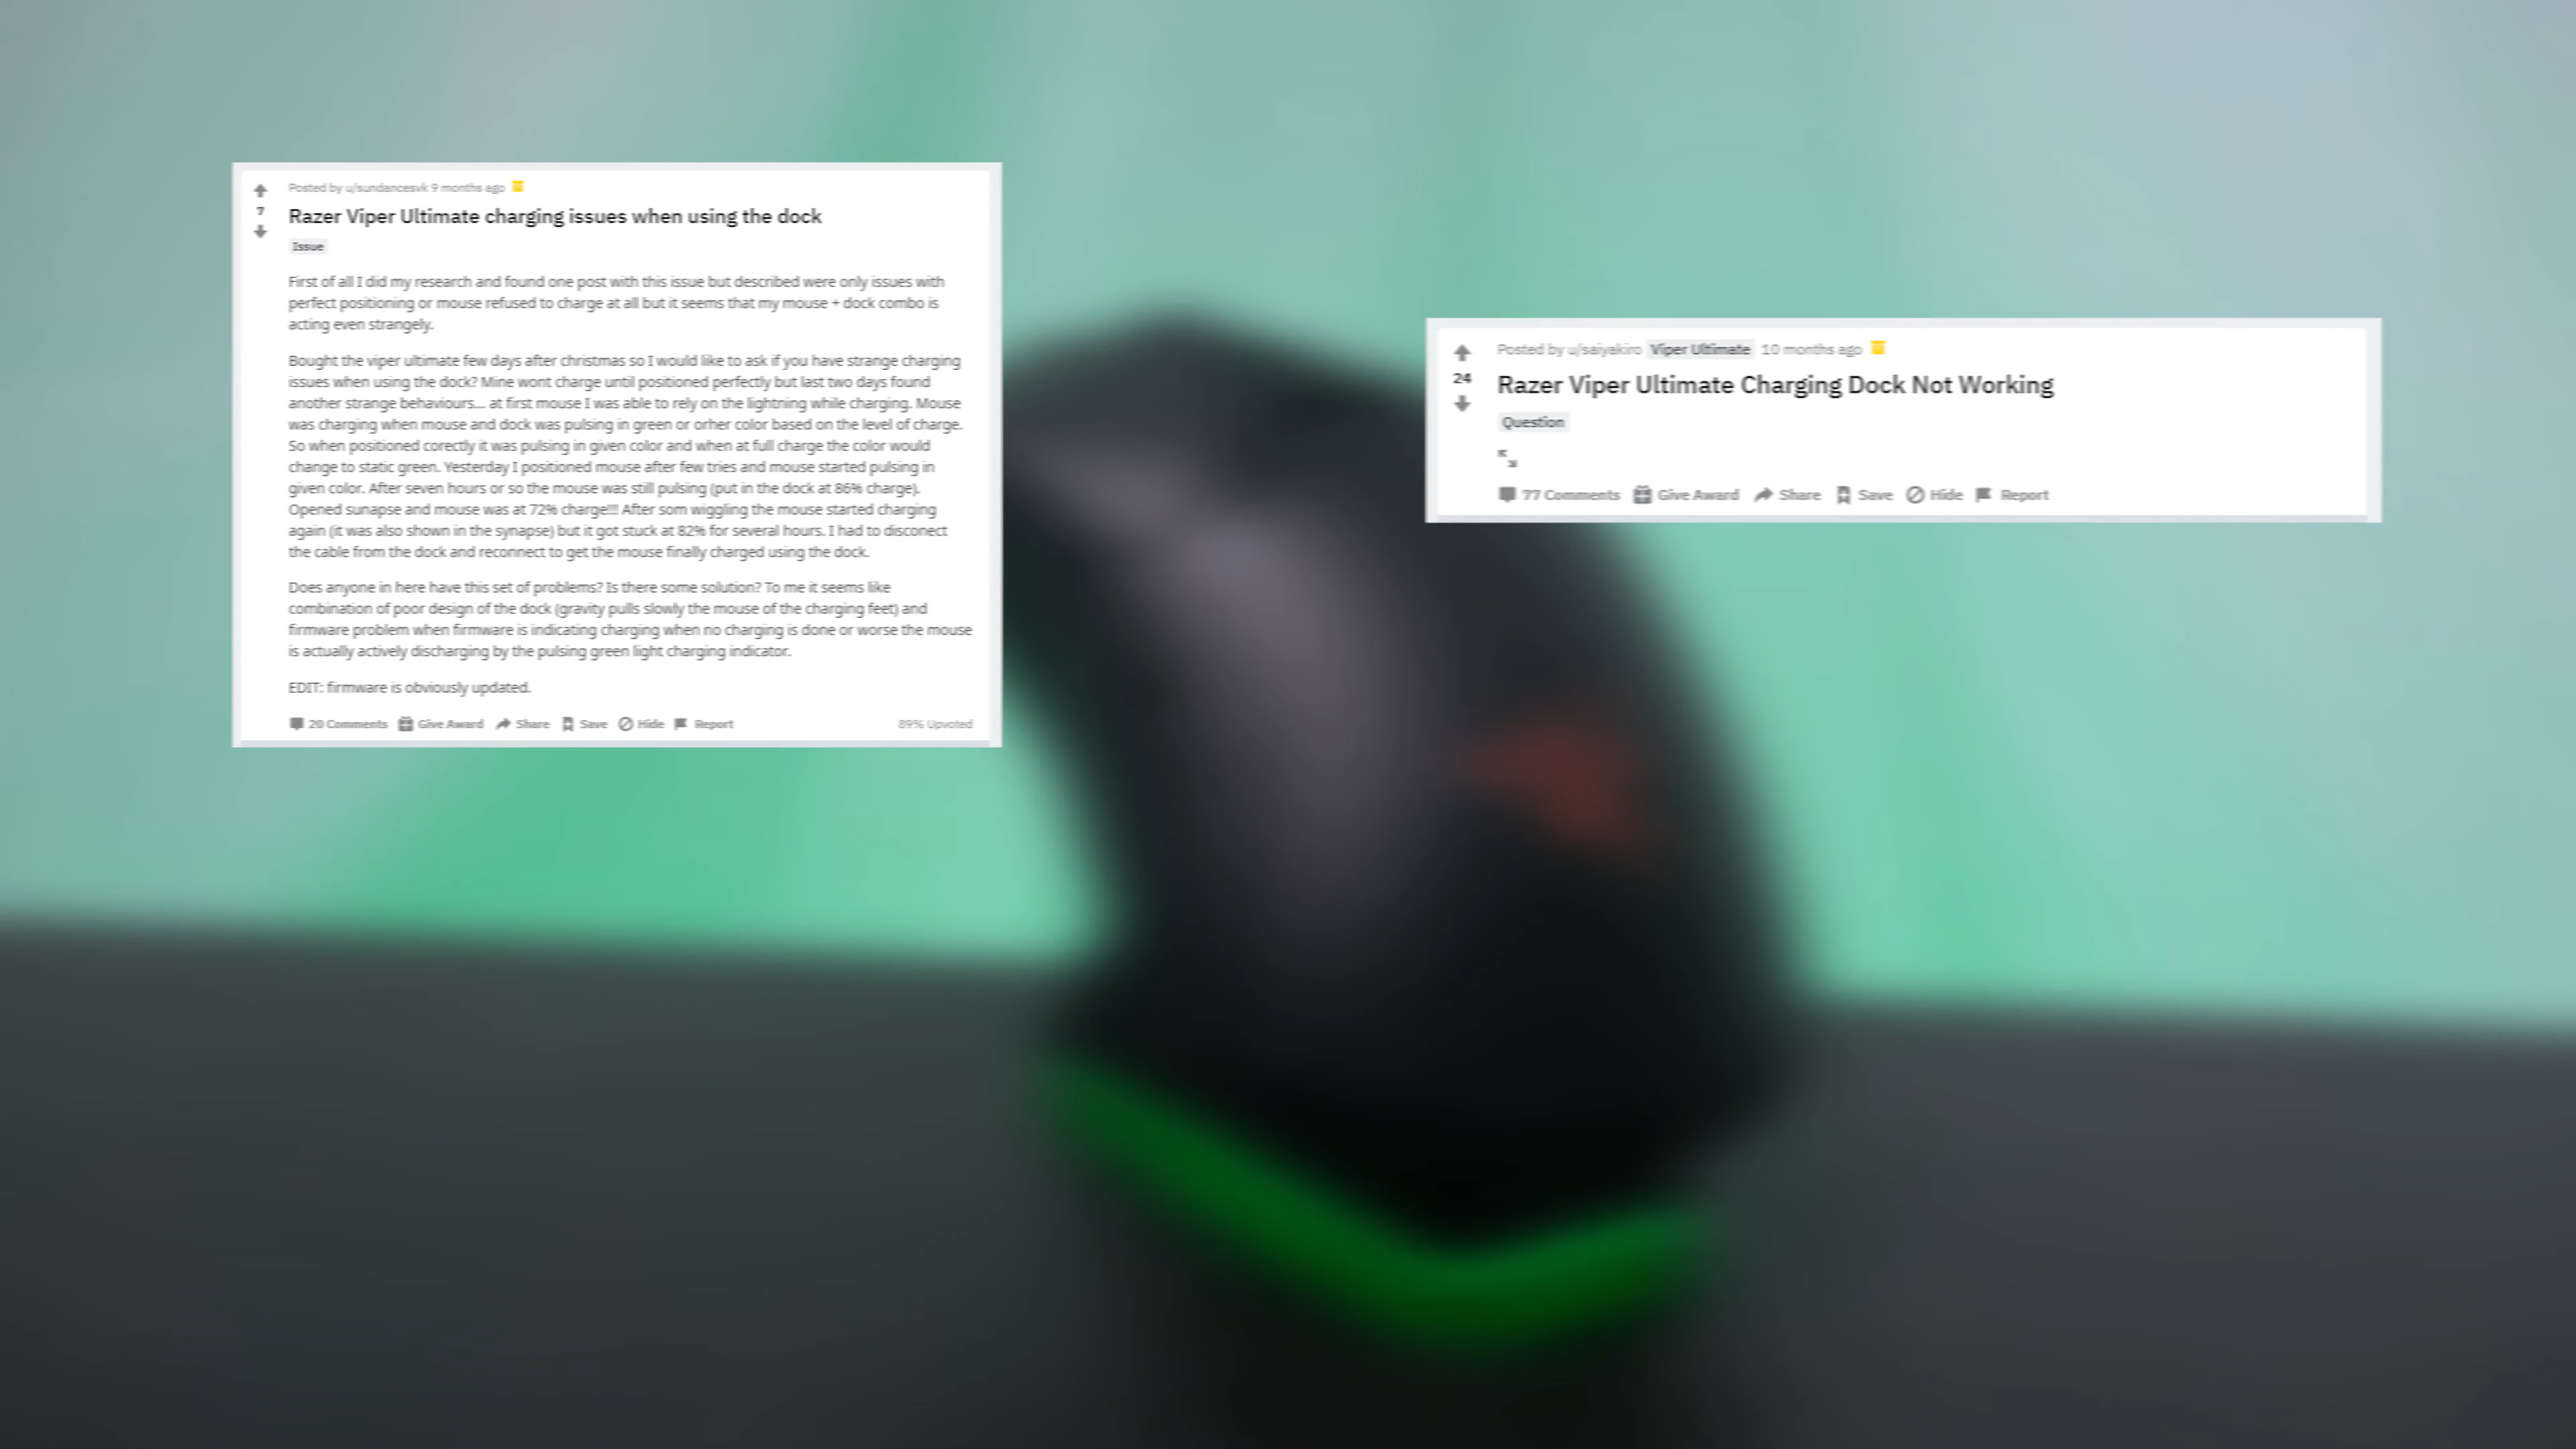 Posted by u/sundancesvk 9 months ago
7
Razer Viper Ultimate charging issues when using the dock
Issue
First of all I did my research and found one post with this issue but described were only issues with
perfect positioning or mouse refused to charge at all but it seems that my mouse + dock combo is
acting even strangely.
Bought the viper ultimate few days after christmas so I would like to ask if you have strange charging
issues when using the dock? Mine wont charge until positioned perfectly but last two days found
another strange behaviours... at first mouse I was able to rely on the lightning while charging. Mouse
was charging when mouse and dock was pulsing in green or orher color based on the level of charge.
So when positioned corectly it was pulsing in given color and when at full charge the color would
change to static green. Yesterday I positioned mouse after few tries and mouse started pulsing in
given color. After seven hours or so the mouse was still pulsing (put in the dock at 86% charge).
Opened sunapse and mouse was at 72% charge!!! After som wiggling the mouse started charging
again (it was also shown in the synapse) but it got stuck at 82% for several hours. I had to disconect
the cable from the dock and reconnect to get the mouse finally charged using the dock.
Does anyone in here have this set of problems? Is there some solution? To me it seems like
combination of poor design of the dock (gravity pulls slowly the mouse of the charging feet) and
firmware problem when firmware is indicating charging when no charging is done or worse the mouse
is actually actively discharging by the pulsing green light charging indicator.
EDIT: firmware is obviously updated.
20 Comments Give Award Share Save Hide Report 89% Upvoted
Posted by u/saiyakiro Viper Ultimate 10 months ago
24
Razer Viper Ultimate Charging Dock Not Working
Question
77 Comments Give Award Share Save Hide Report